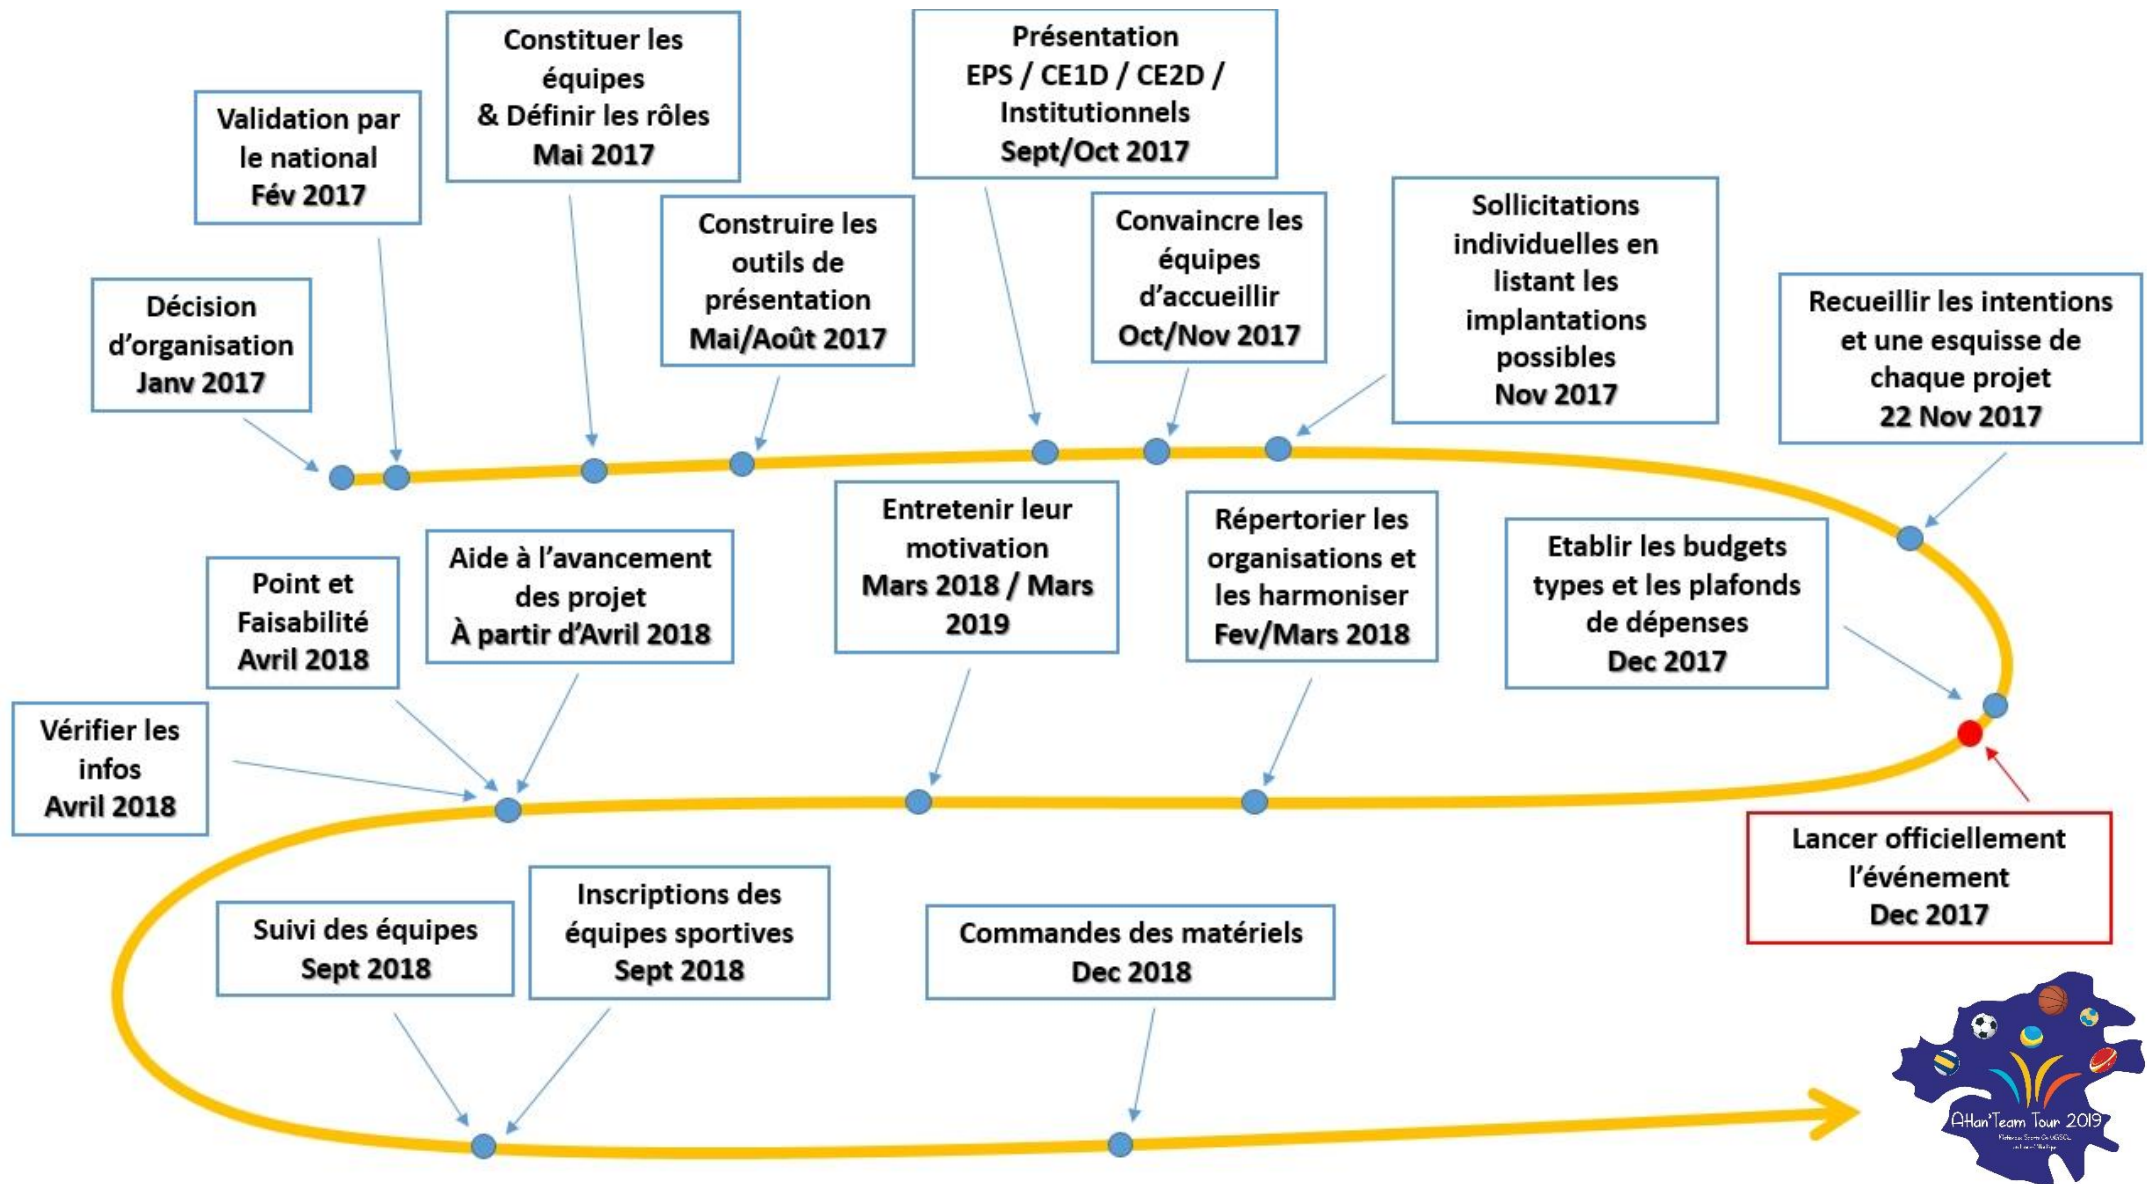 Décision
d'organisation
Janv 2017
Validation par
le national
Fév 2017
Constituer les
équipes
& Définir les rôles
Mai 2017
Construire les
outils de
présentation
Mai/Août 2017
Présentation
EPS / CE1D / CE2D /
Institutionnels
Sept/Oct 2017
Convaincre les
équipes
d'accueillir
Oct/Nov 2017
Sollicitations
individuelles en
listant les
implantations
possibles
Nov 2017
Recueillir les intentions
et une esquisse de
chaque projet
22 Nov 2017
Etablir les budgets
types et les plafonds
de dépenses
Dec 2017
Lancer officiellement
l'événement
Dec 2017
Répertorier les
organisations et
les harmoniser
Fev/Mars 2018
Entretenir leur
motivation
Mars 2018 / Mars
2019
Aide à l'avancement
des projet
À partir d'Avril 2018
Point et
Faisabilité
Avril 2018
Vérifier les
infos
Avril 2018
Suivi des équipes
Sept 2018
Inscriptions des
équipes sportives
Sept 2018
Commandes des matériels
Dec 2018
Atlan'Team Tour 2019